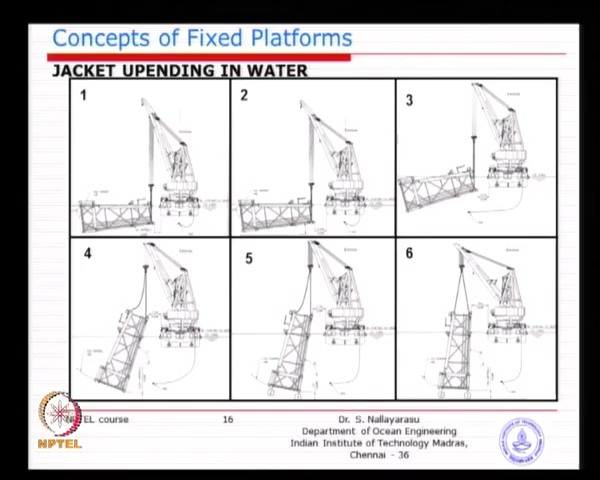 Concepts of Fixed Platforms
JACKET UPENDING IN WATER
1
2
3
4
5
6
NPTEL course
16
Dr. S. Nallayarasu
Department of Ocean Engineering
Indian Institute of Technology Madras,
Chennai - 36
NPTEL